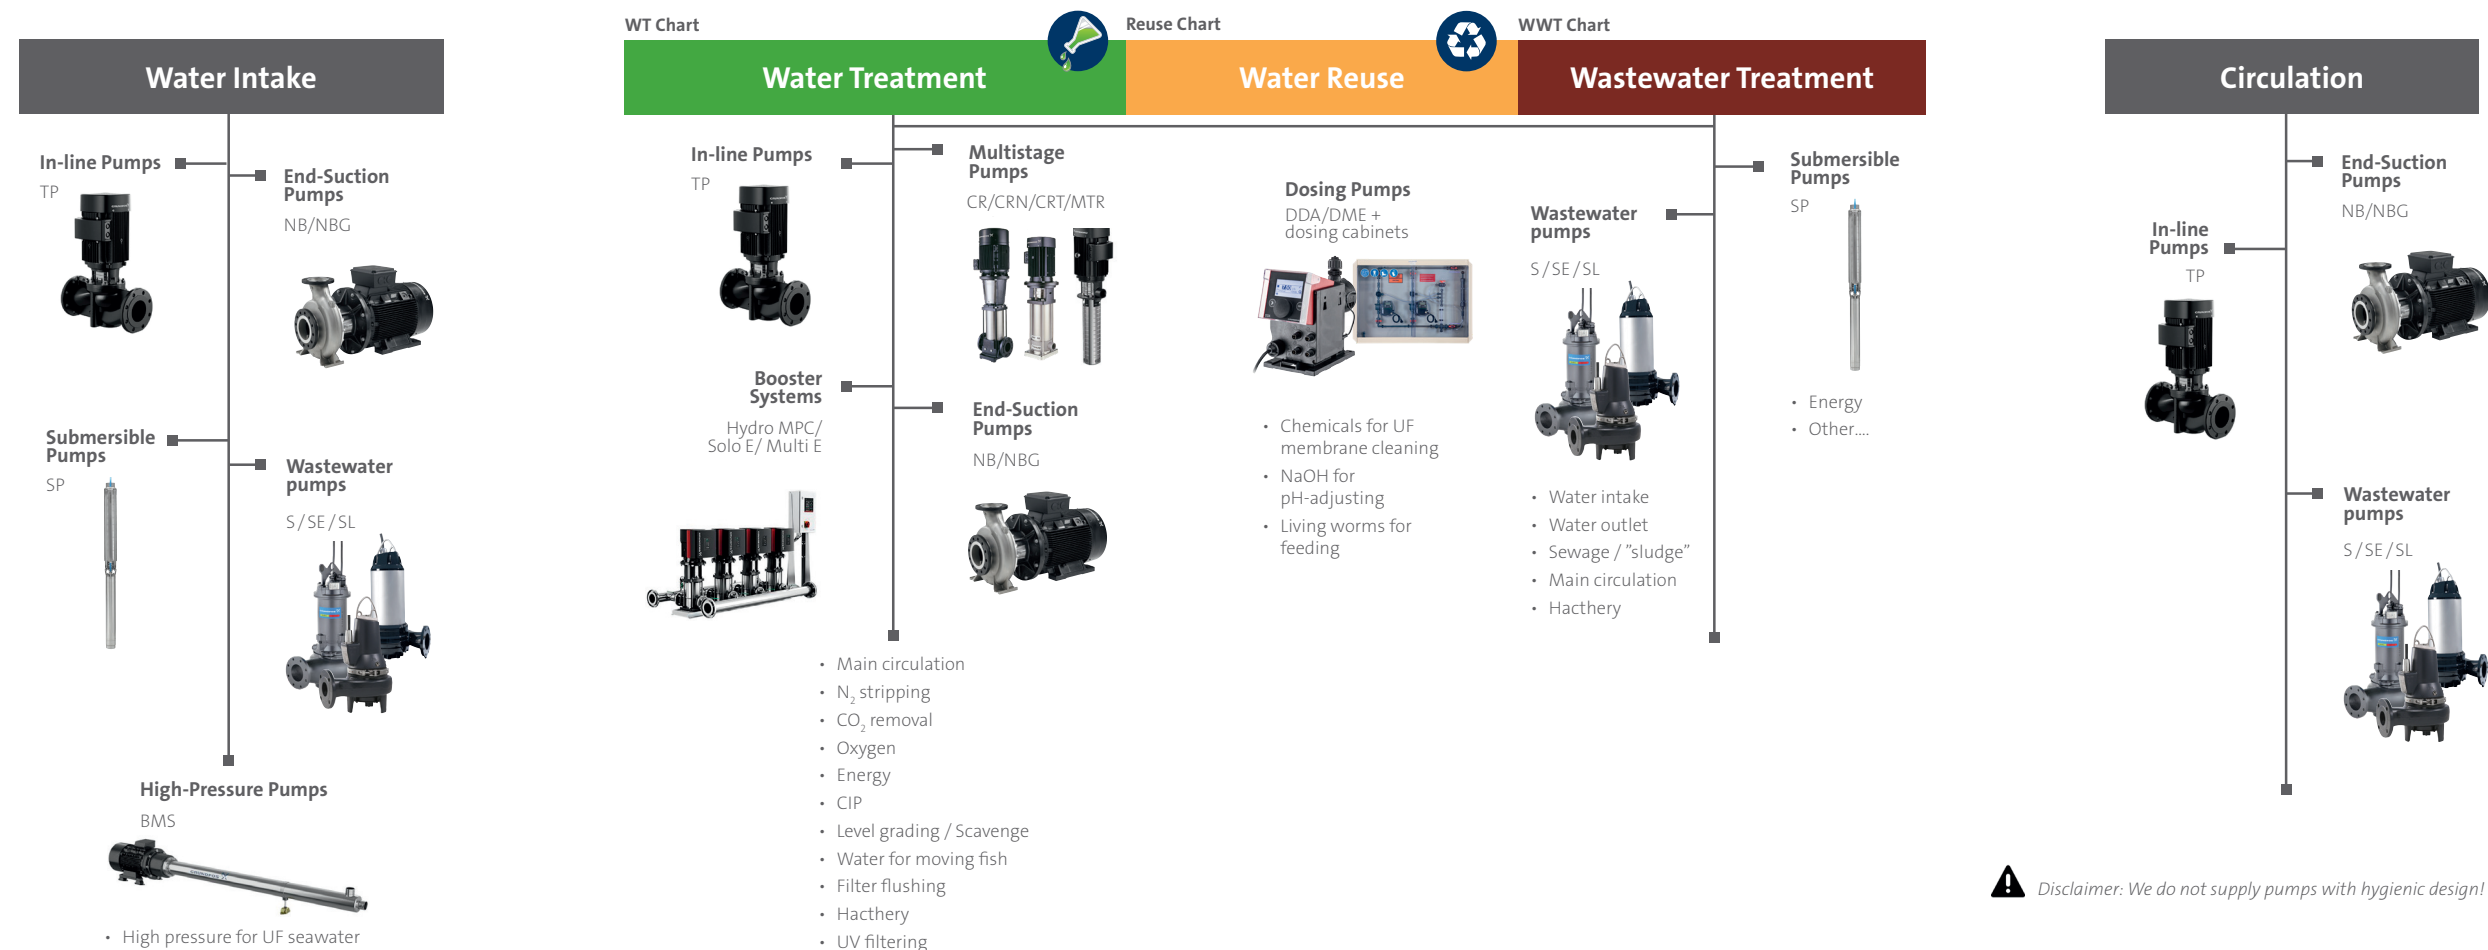 Water Intake
In-line Pumps
TP
End-Suction
Pumps
NB/NBG
Submersible
Pumps
SP
Wastewater
pumps
S / SE / SL
High-Pressure Pumps
BMS
• High pressure for UF seawater
WT Chart
Reuse Chart
WWT Chart
Water Treatment
Water Reuse
Wastewater Treatment
In-line Pumps
TP
Multistage
Pumps
CR/CRN/CRT/MTR
Booster
Systems
Hydro MPC/
Solo E/ Multi E
End-Suction
Pumps
NB/NBG
• Main circulation
• N₂ stripping
• CO₂ removal
• Oxygen
• Energy
• CIP
• Level grading / Scavenge
• Water for moving fish
• Filter flushing
• Hacthery
• UV filtering
Dosing Pumps
DDA/DME +
dosing cabinets
• Chemicals for UF
membrane cleaning
• NaOH for
pH-adjusting
• Living worms for
feeding
Wastewater
pumps
S / SE / SL
• Water intake
• Water outlet
• Sewage / ”sludge”
• Main circulation
• Hacthery
Submersible
Pumps
SP
• Energy
• Other....
Circulation
End-Suction
Pumps
NB/NBG
In-line
Pumps
TP
Wastewater
pumps
S / SE / SL
Disclaimer: We do not supply pumps with hygienic design!